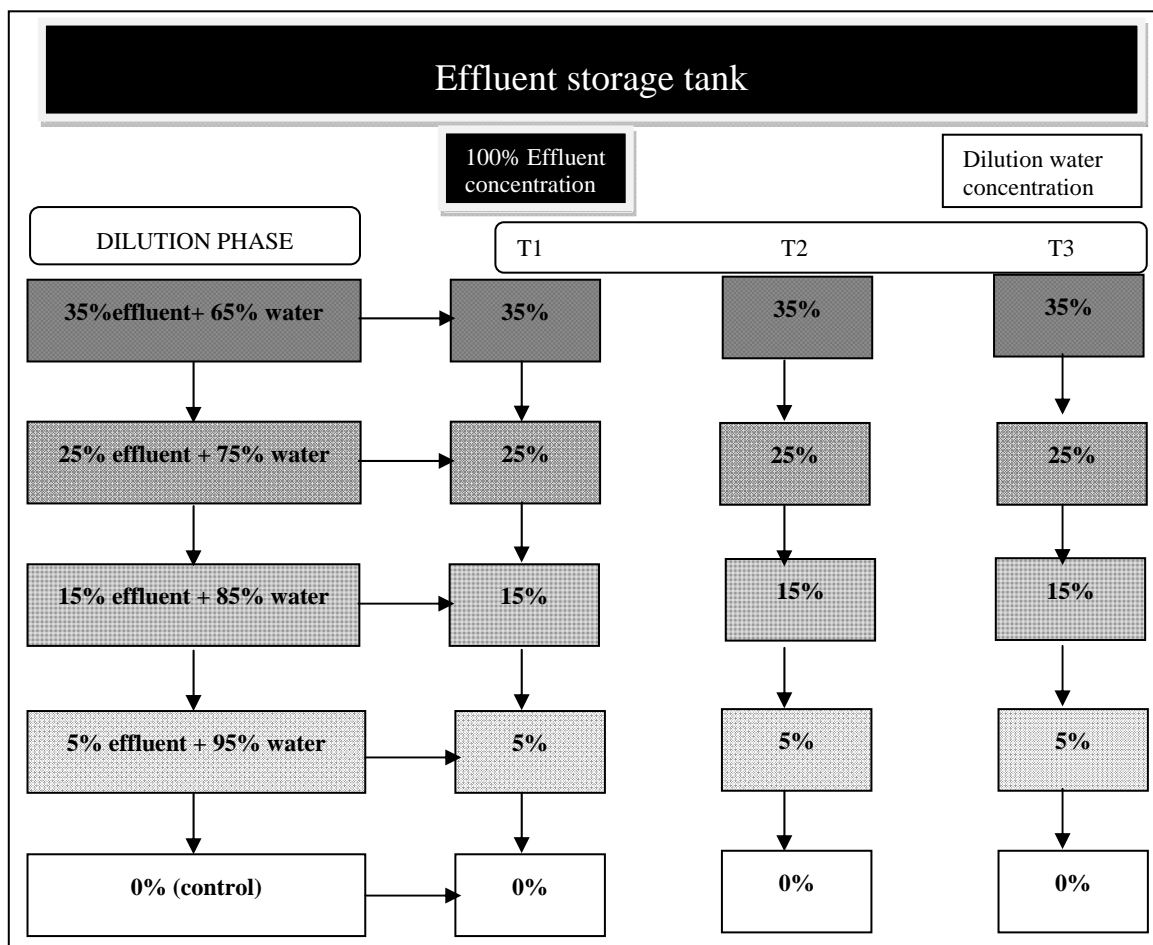 Effluent storage tank
100% Effluent
concentration
Dilution water
concentration
DILUTION PHASE
T1 T2 T3
35%effluent+ 65% water
35%
35%
35%
25% effluent + 75% water
25%
25%
25%
15% effluent + 85% water
15%
15%
15%
5% effluent + 95% water
5%
5%
5%
0% (control)
0%
0%
0%